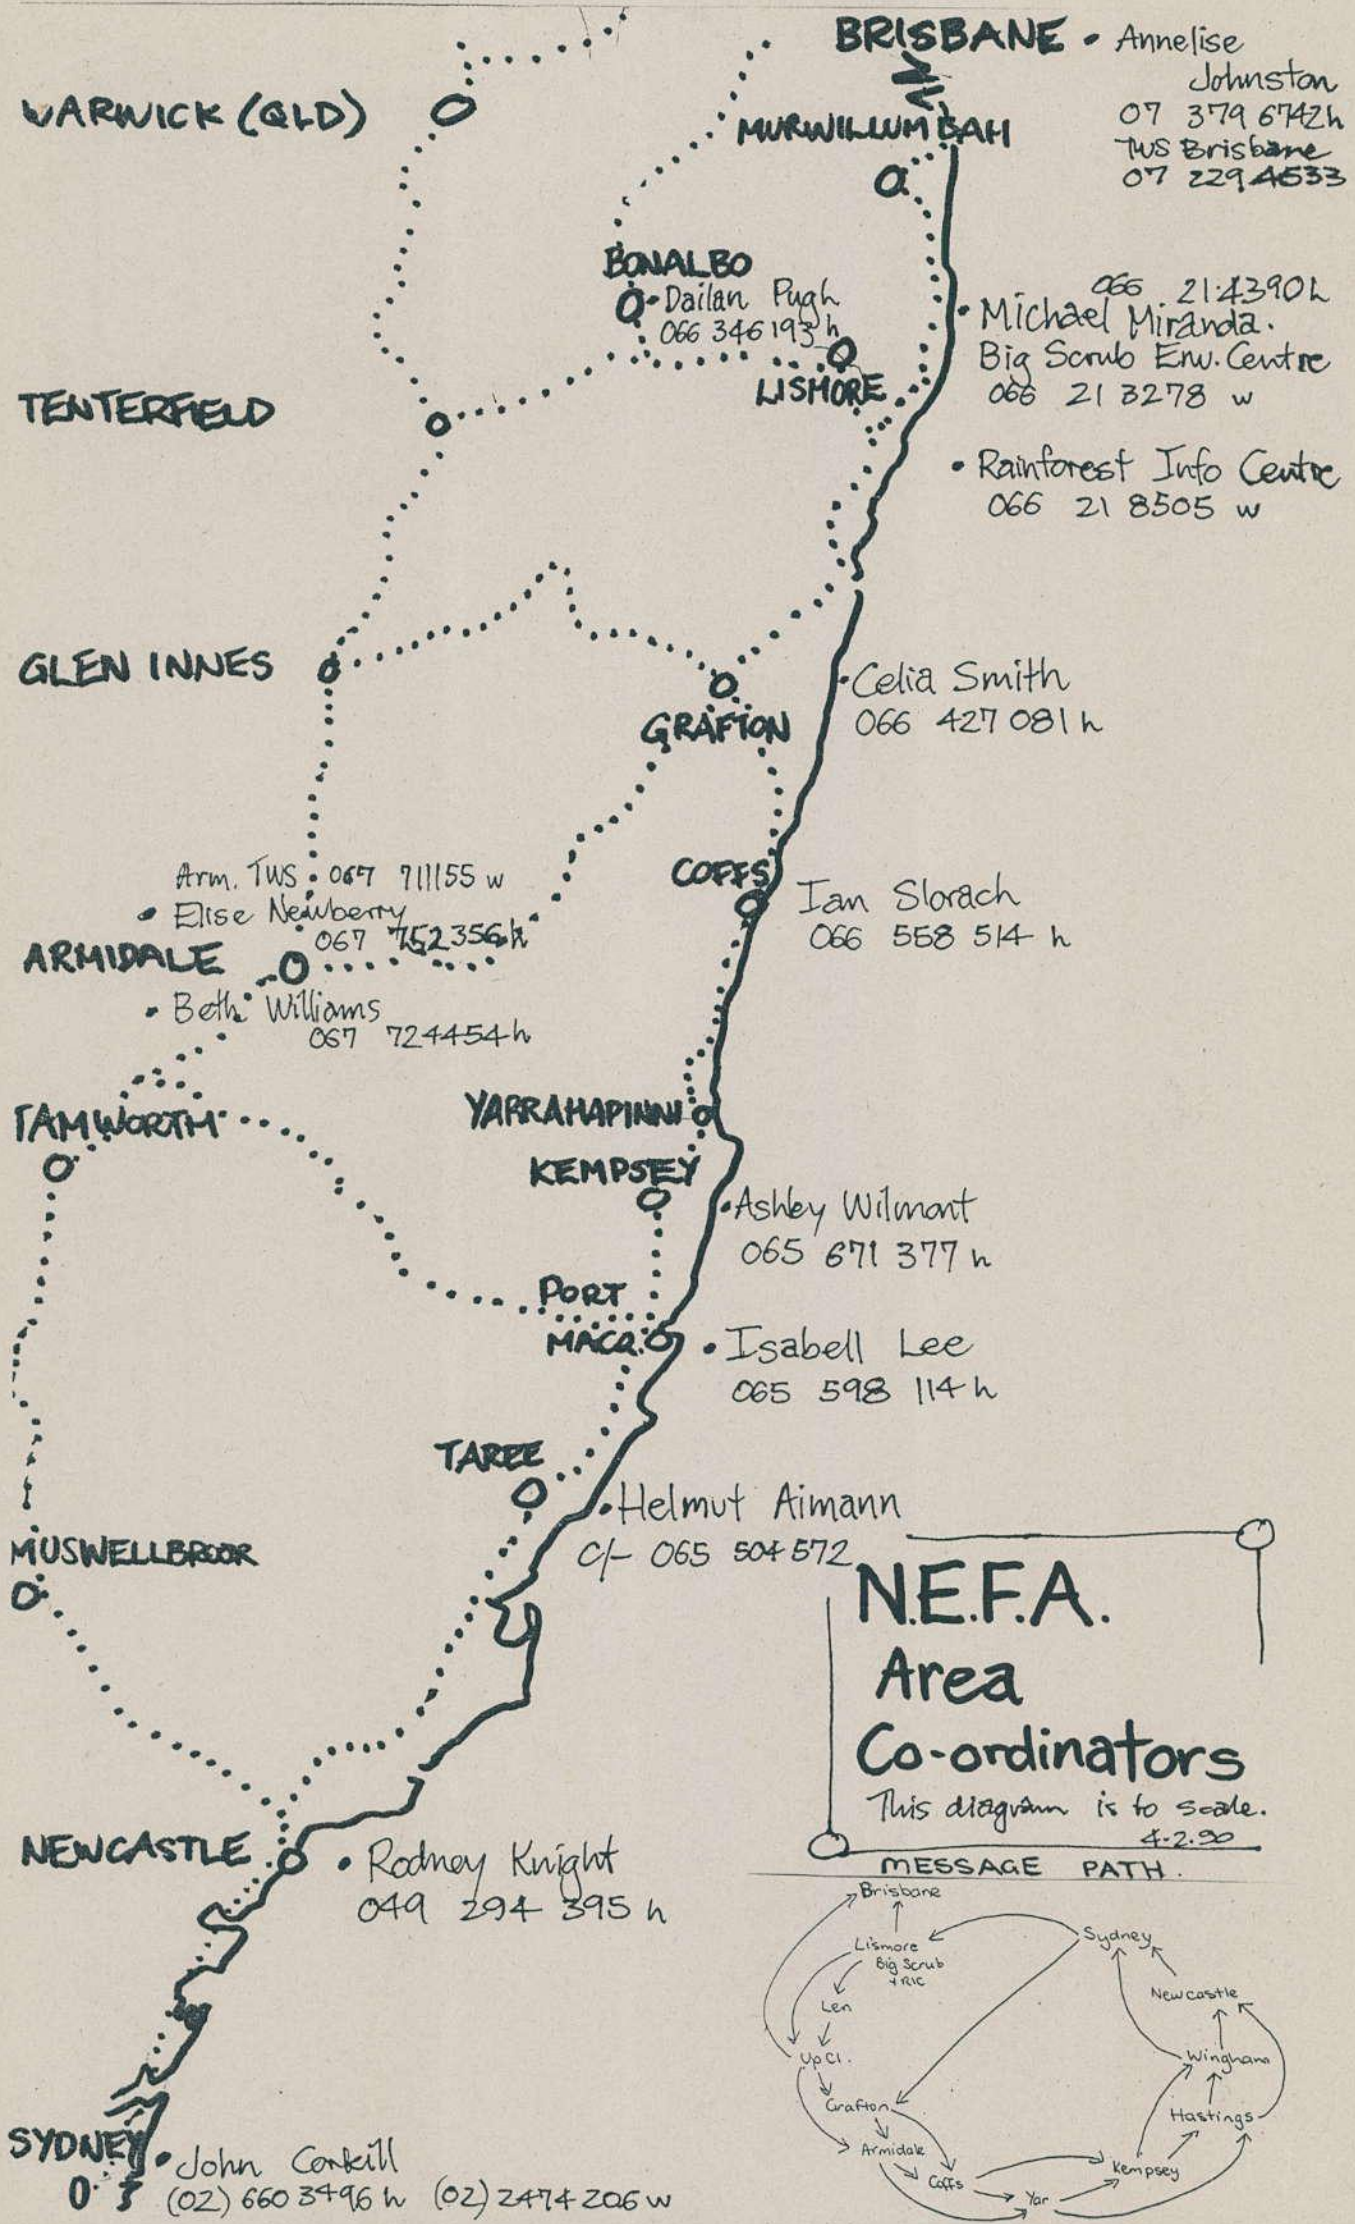 BRISBANE • Annelise
Johnston
07 379 6742h
TWS Brisbane
07 229 4533
WARWICK (QLD)
MURWILLUMBAH
BONALBO
• Dailan Pugh
066 346193 h
LISMORE
066 21.4390h
• Michael Miranda.
Big Scrub Env. Centre
066 21 3278 w
TENTERFIELD
• Rainforest Info Centre
066 21 8505 w
GLEN INNES
GRAFTON
• Celia Smith
066 427 081 h
COFFS
Ian Slorach
066 558 514 h
Arm. TWS 067 711155 w
• Elise Newberry
067 752356 h
ARMIDALE
• Beth Williams
067 724454 h
TAMWORTH
YARRAHAPINNI
KEMPSEY
• Ashley Wilmont
065 671 377 h
PORT
MACQ.
• Isabell Lee
065 598 114 h
TAREE
• Helmut Aimann
c/- 065 504 572
MUSWELLBROOK
N.E.F.A.
Area
Co-ordinators
This diagram is to scale.
4-2.90
NEWCASTLE
• Rodney Knight
049 294 395 h
SYDNEY
• John Corkill
(02) 660 3496 h (02) 2474 206 w
MESSAGE PATH.
Brisbane
Lismore
Big Scrub
+ RIC
Sydney
Len
Newcastle
Up Cl.
Wingham
Grafton
Hastings
Armidale
Coffs
Kempsey
Yar